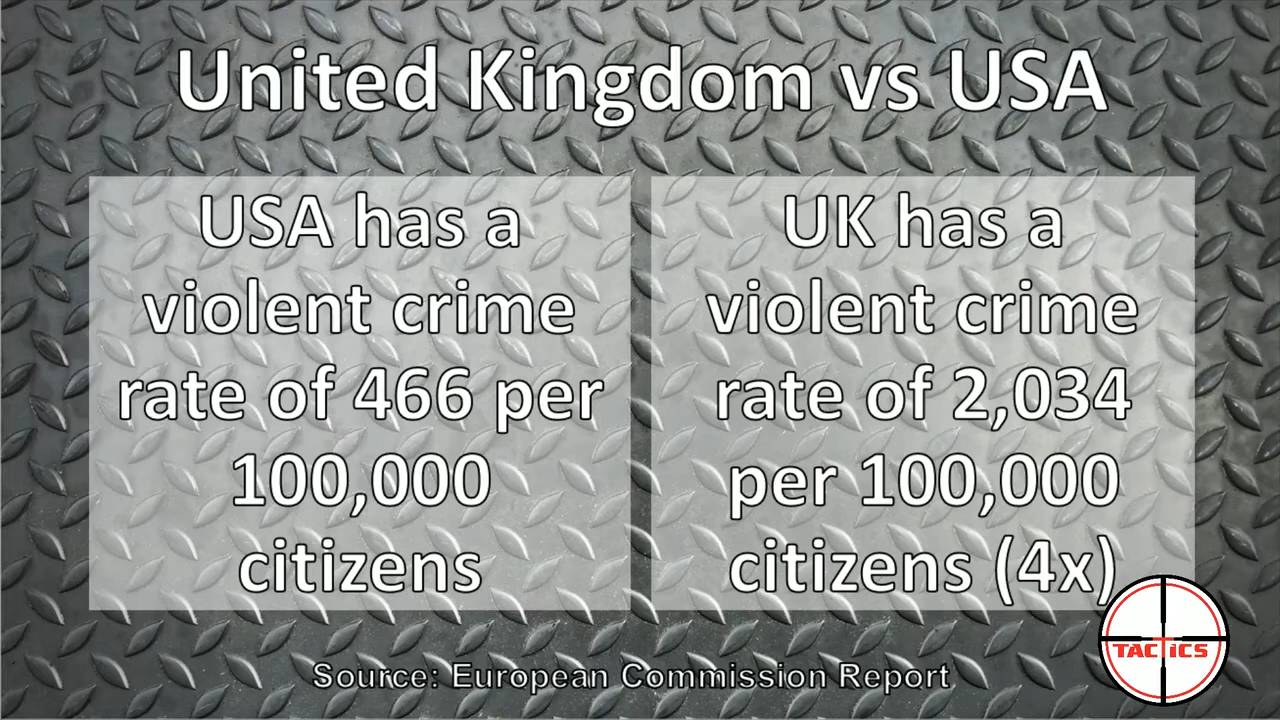 United Kingdom vs USA
USA has a
violent crime
rate of 466 per
100,000
citizens
UK has a
violent crime
rate of 2,034
per 100,000
citizens (4x)
Source: European Commission Report
TACTICS